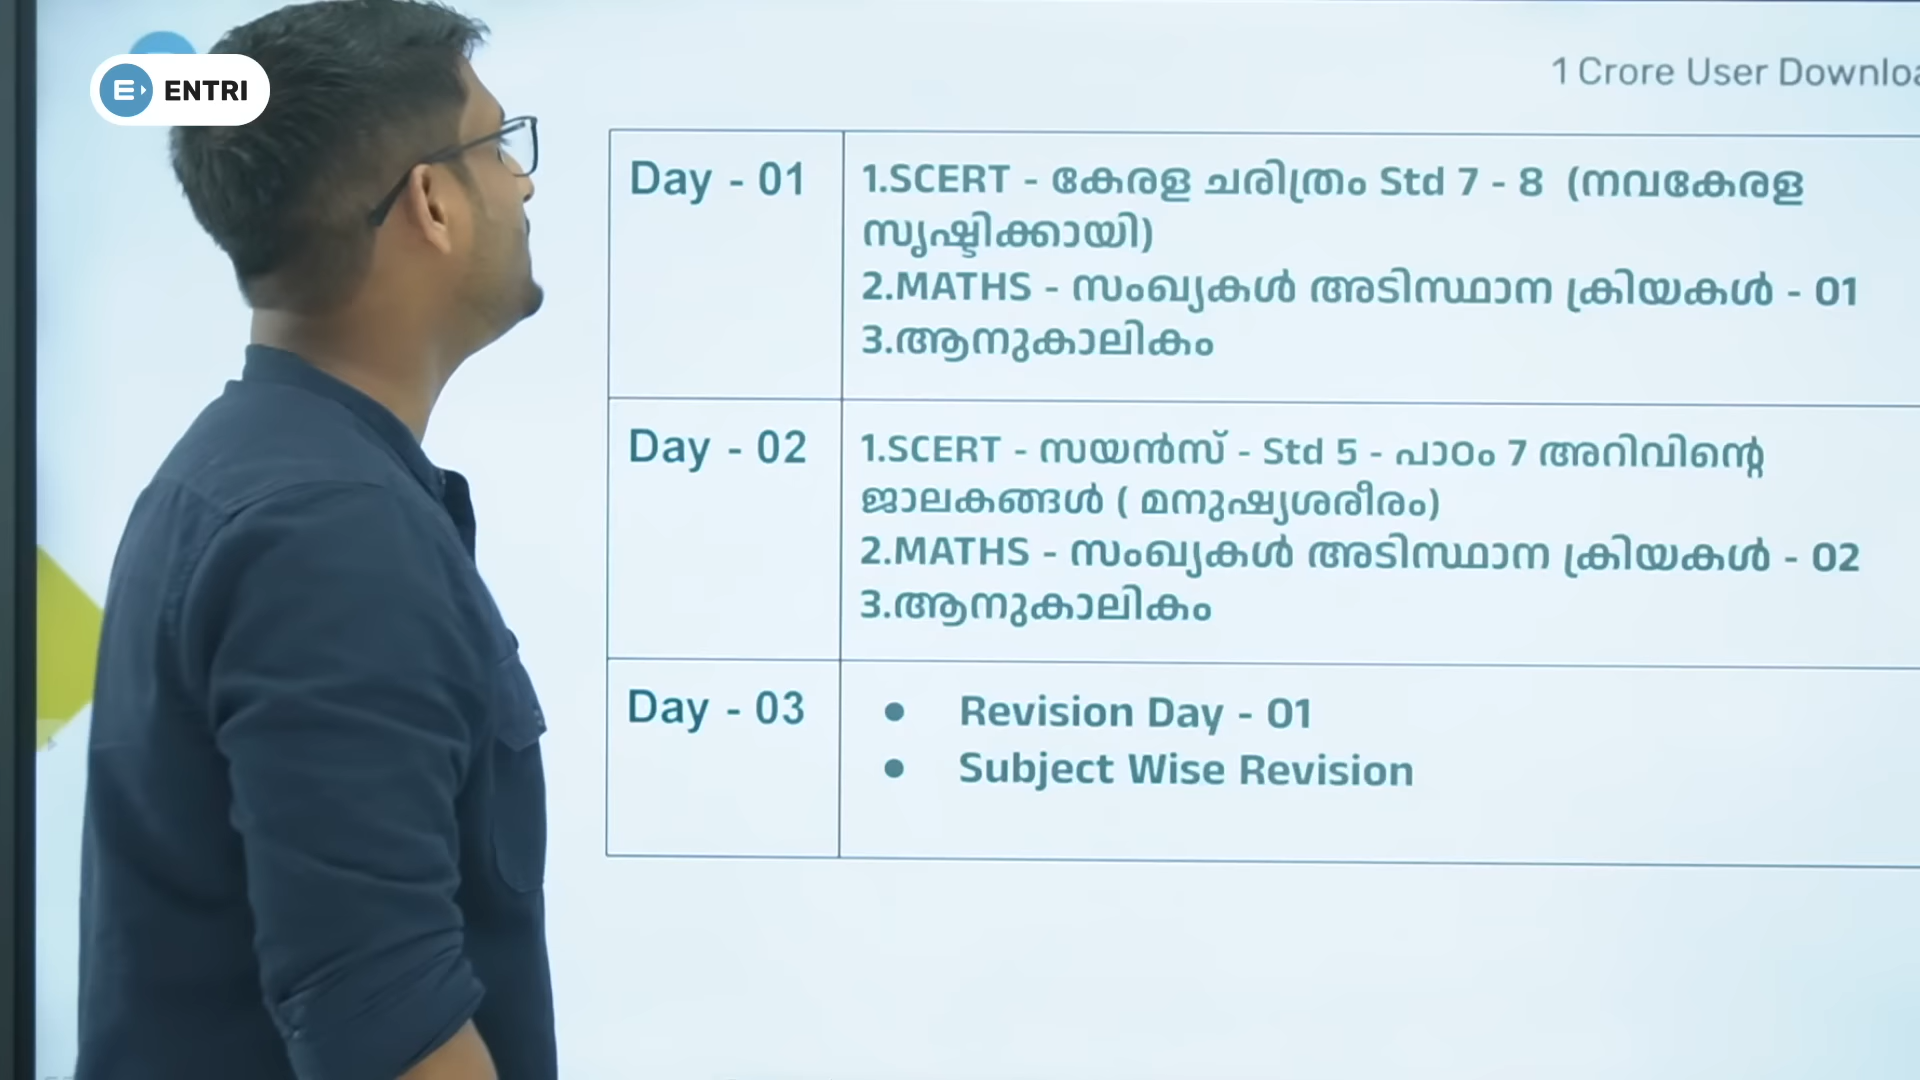 ENTRI
1 Crore User
Day - 01
1.SCERT - കേരള ചരിത്രം Std 7 - 8 (നവകേരള
സൃഷ്ടിക്കായി)
2.MATHS - സംഖ്യകൾ അടിസ്ഥാന ക്രിയകൾ - 01
3.ആനുകാലികം
Day - 02
1.SCERT - സയൻസ് - Std 5 - പാഠം 7 അറിവിന്റെ
ജാലകങ്ങൾ ( മനുഷ്യശരീരം)
2.MATHS - സംഖ്യകൾ അടിസ്ഥാന ക്രിയകൾ - 02
3.ആനുകാലികം
Day - 03
● Revision Day - 01
● Subject Wise Revision